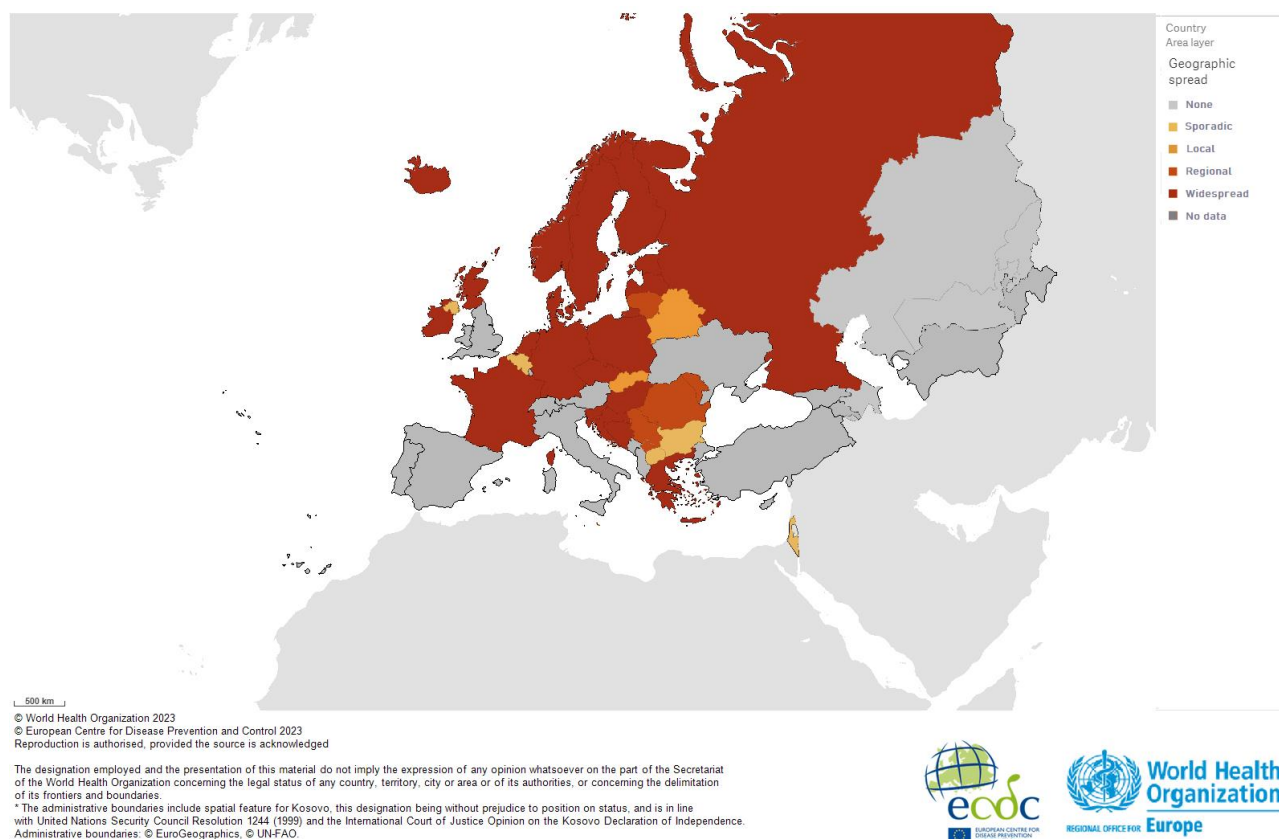 Country
Area layer
Geographic
spread
None
Sporadic
Local
Regional
Widespread
No data
500 km
© World Health Organization 2023
© European Centre for Disease Prevention and Control 2023
Reproduction is authorised, provided the source is acknowledged
The designation employed and the presentation of this material do not imply the expression of any opinion whatsoever on the part of the Secretariat
of the World Health Organization concerning the legal status of any country, territory, city or area or of its authorities, or concerning the delimitation
of its frontiers and boundaries.
* The administrative boundaries include spatial feature for Kosovo, this designation being without prejudice to position on status, and is in line
with United Nations Security Council Resolution 1244 (1999) and the International Court of Justice Opinion on the Kosovo Declaration of Independence.
Administrative boundaries: © EuroGeographics, © UN-FAO.
ecdc
EUROPEAN CENTRE FOR
DISEASE PREVENTION
AND CONTROL
World Health
Organization
REGIONAL OFFICE FOR Europe